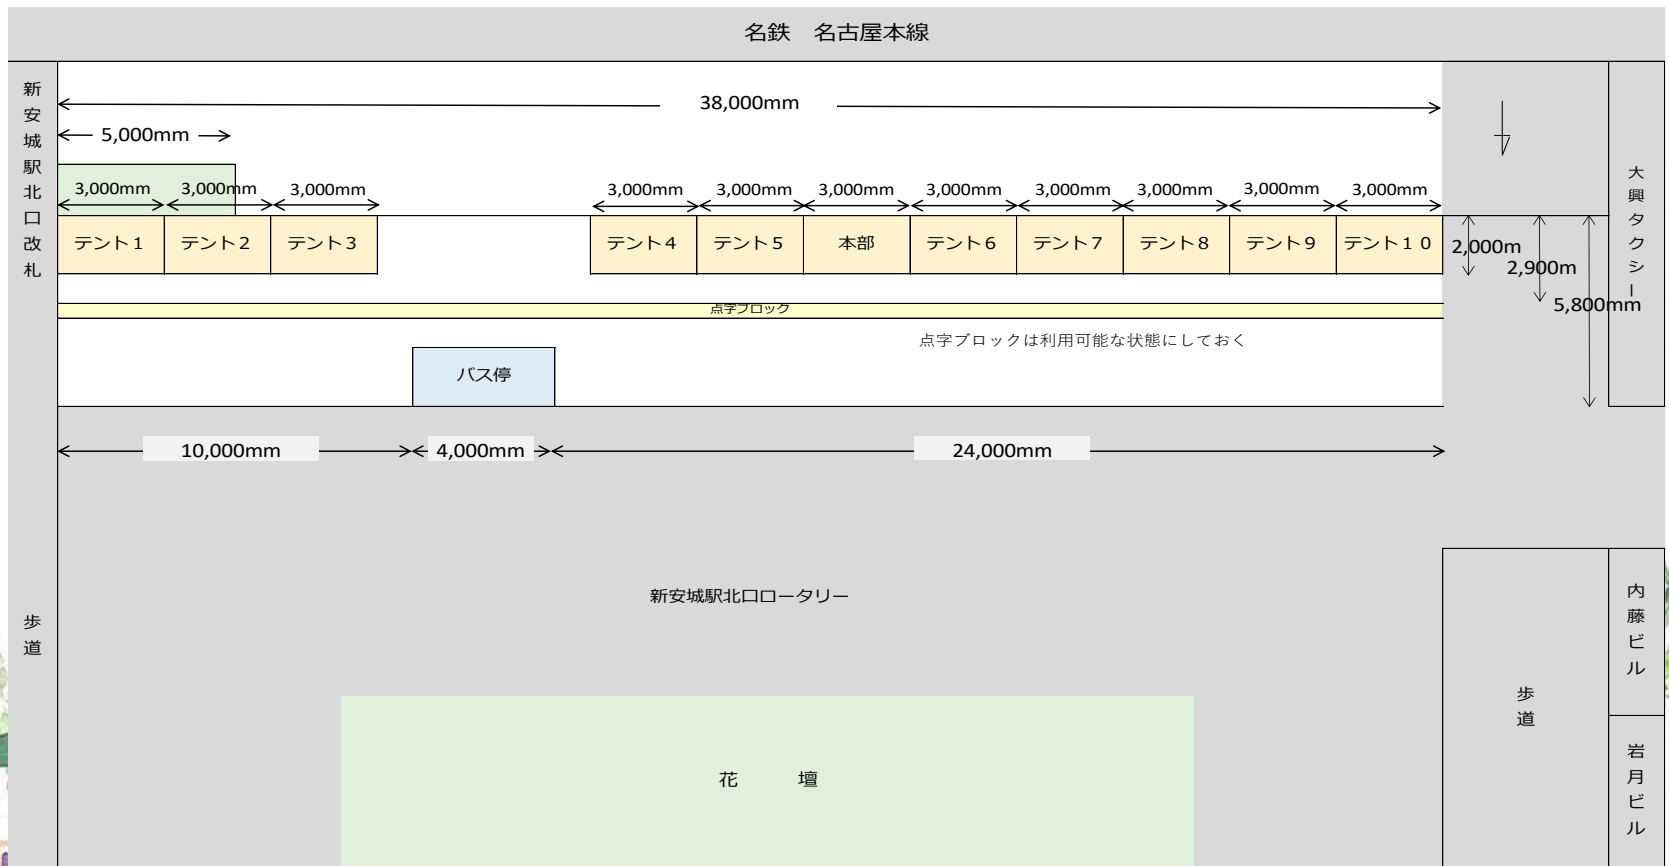 名鉄　名古屋本線
新安城駅北口改札
38,000mm
5,000mm
3,000mm
3,000mm
3,000mm
3,000mm
3,000mm
3,000mm
3,000mm
3,000mm
3,000mm
3,000mm
3,000mm
テント１
テント２
テント３
テント４
テント５
本部
テント６
テント７
テント８
テント９
テント１０
2,000m
2,900m
5,800mm
大興タクシー
点字ブロック
点字ブロックは利用可能な状態にしておく
バス停
10,000mm
4,000mm
24,000mm
新安城駅北口ロータリー
歩道
花　　壇
歩道
内藤ビル
岩月ビル